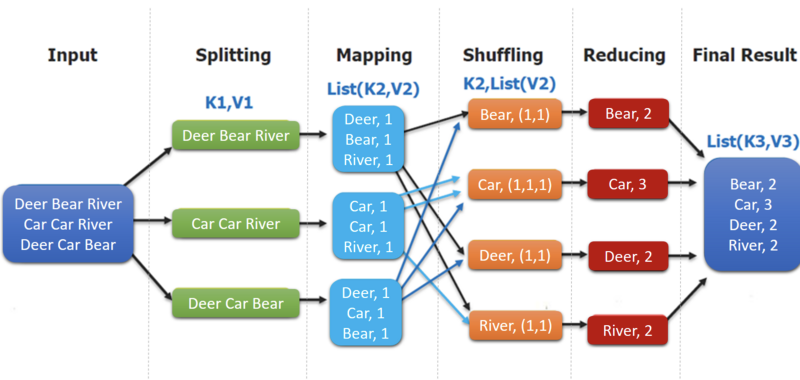 Input
Splitting
Mapping
Shuffling
Reducing
Final Result
K1,V1
List(K2,V2)
K2,List(V2)
List(K3,V3)
Deer Bear River
Car Car River
Deer Car Bear
Deer Bear River
Car Car River
Deer Car Bear
Deer, 1
Bear, 1
River, 1
Car, 1
Car, 1
River, 1
Deer, 1
Car, 1
Bear, 1
Bear, (1,1)
Car, (1,1,1)
Deer, (1,1)
River, (1,1)
Bear, 2
Car, 3
Deer, 2
River, 2
Bear, 2
Car, 3
Deer, 2
River, 2